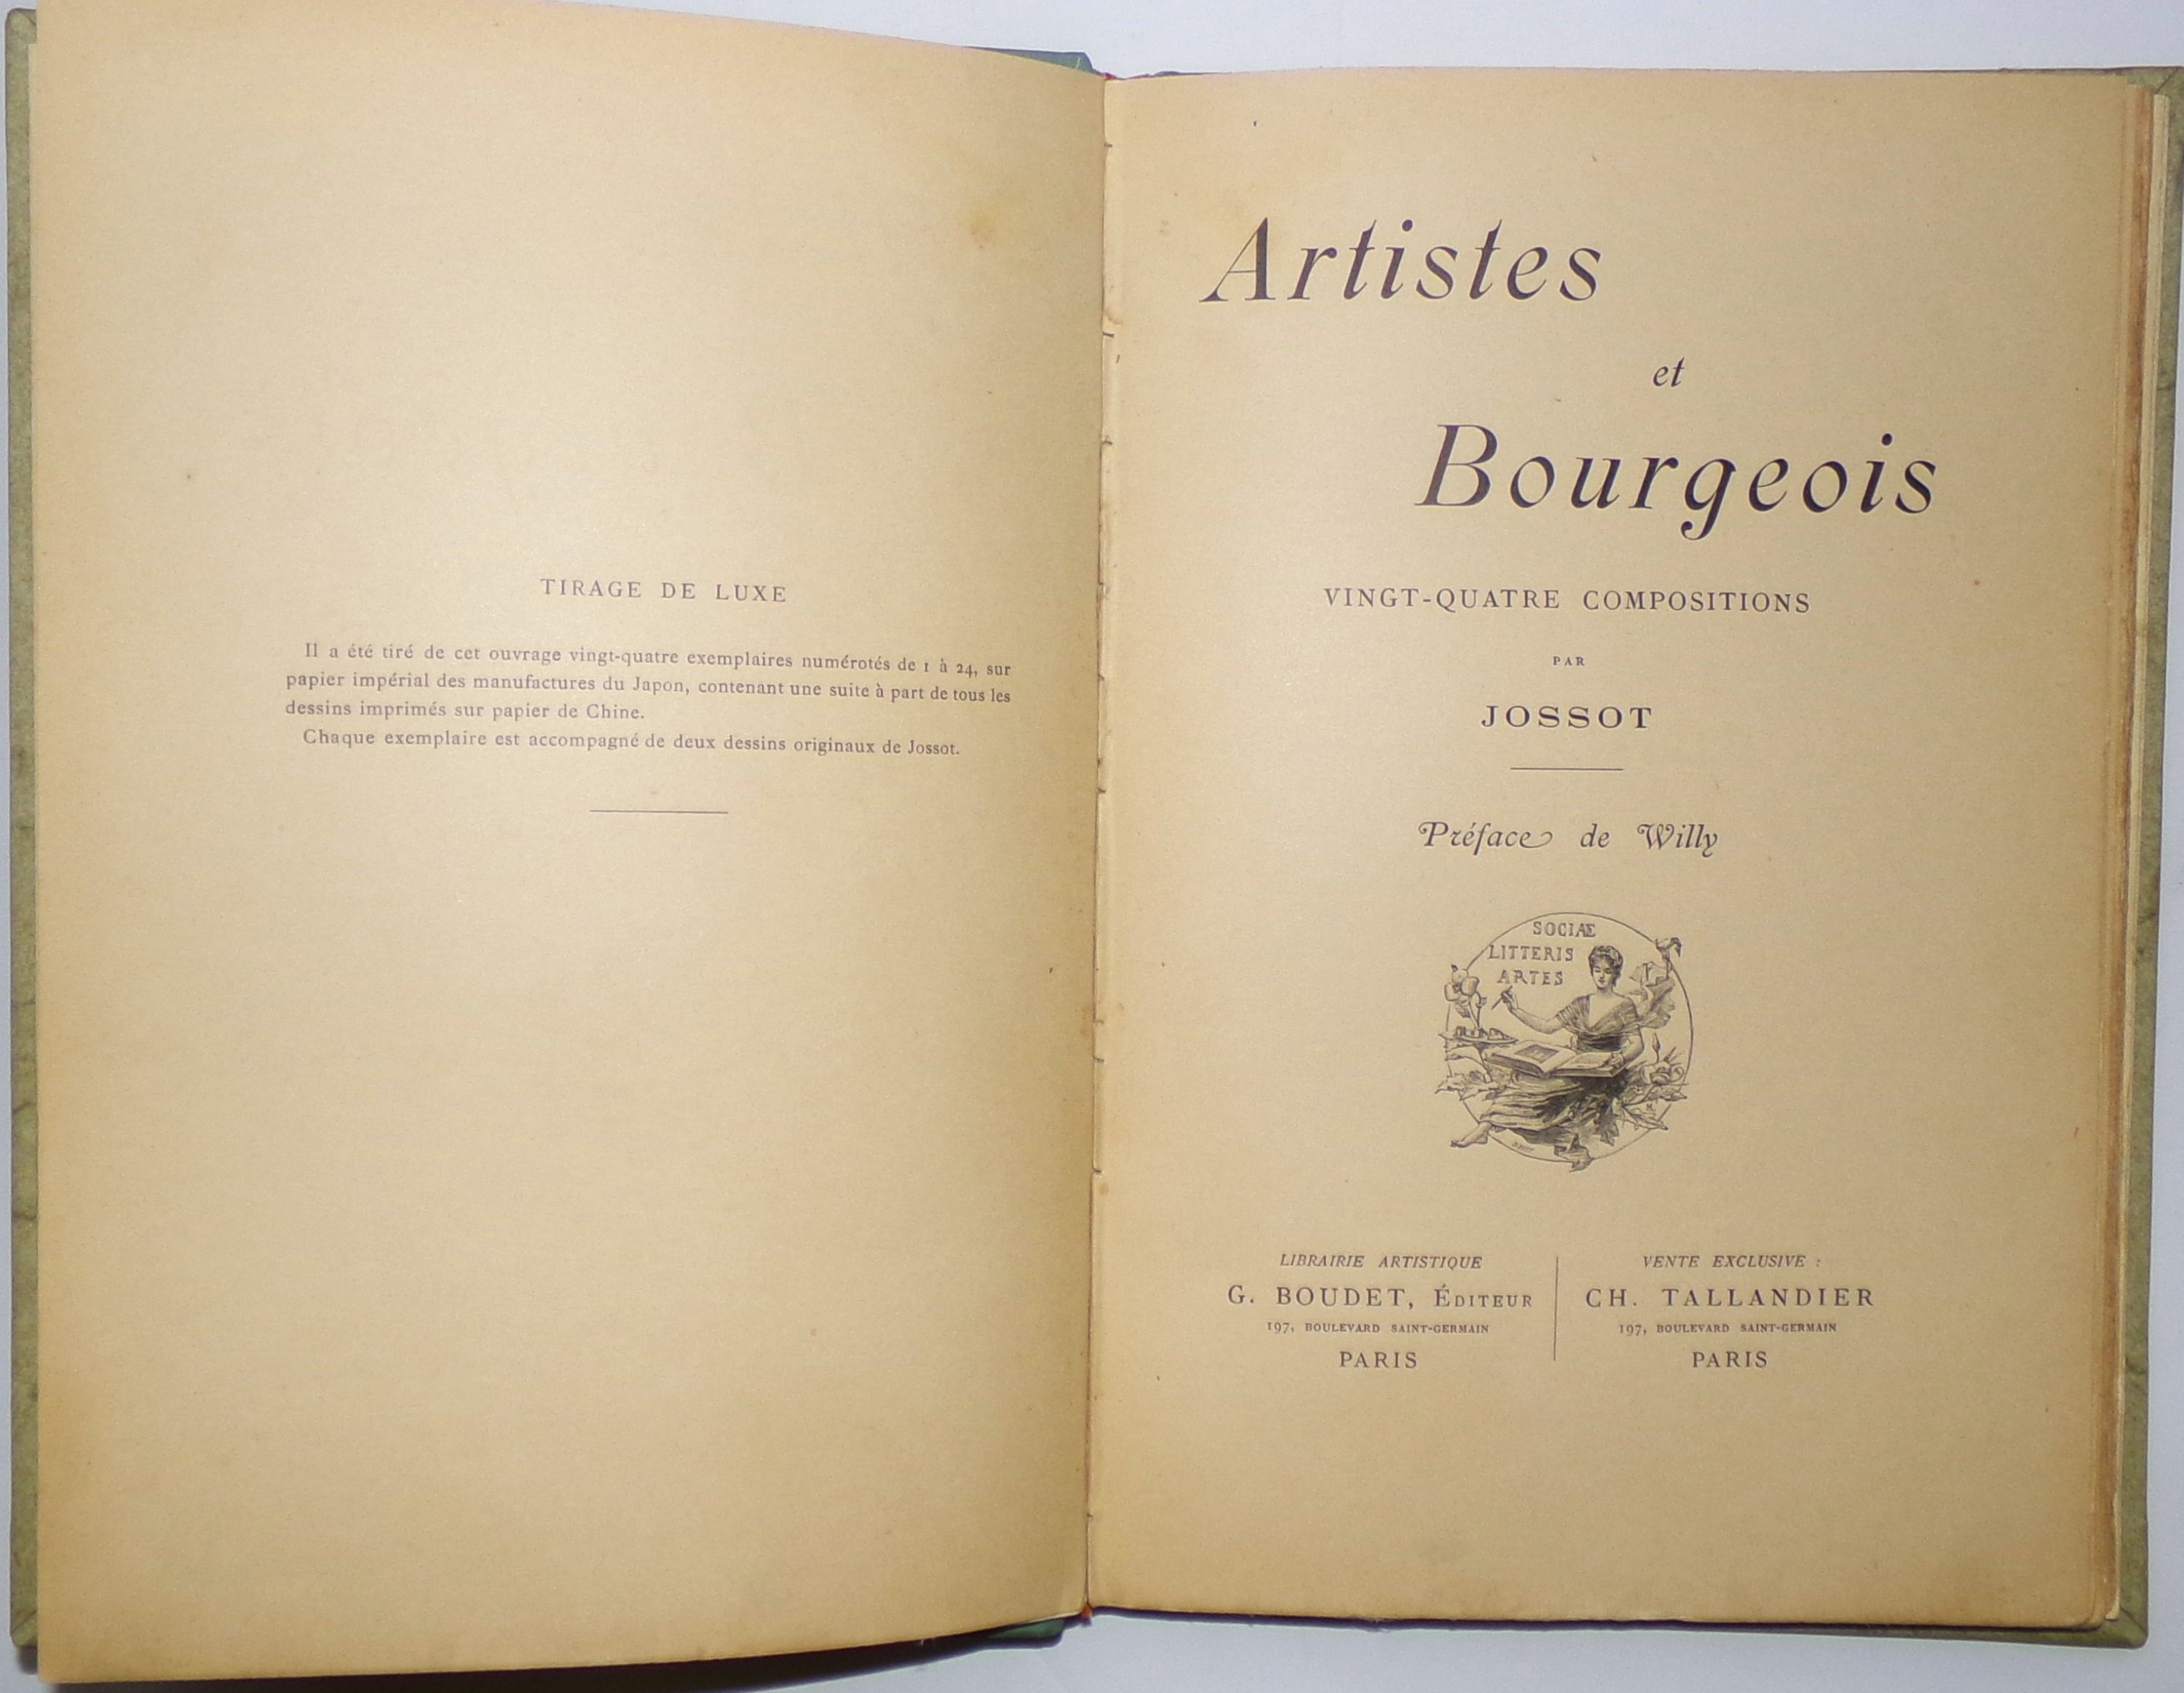 TIRAGE DE LUXE
Il a été tiré de cet ouvrage vingt-quatre exemplaires numérotés de 1 à 24, sur
papier impérial des manufactures du Japon, contenant une suite à part de tous les
dessins imprimés sur papier de Chine.
Chaque exemplaire est accompagné de deux dessins originaux de Jossot.
Artistes
et
Bourgeois
VINGT-QUATRE COMPOSITIONS
PAR
JOSSOT
Préface de Willy
SOCIÆ
LITTERIS
ARTES
LIBRAIRIE ARTISTIQUE
G. BOUDET, ÉDITEUR
197, BOULEVARD SAINT-GERMAIN
PARIS
VENTE EXCLUSIVE :
CH. TALLANDIER
197, BOULEVARD SAINT-GERMAIN
PARIS